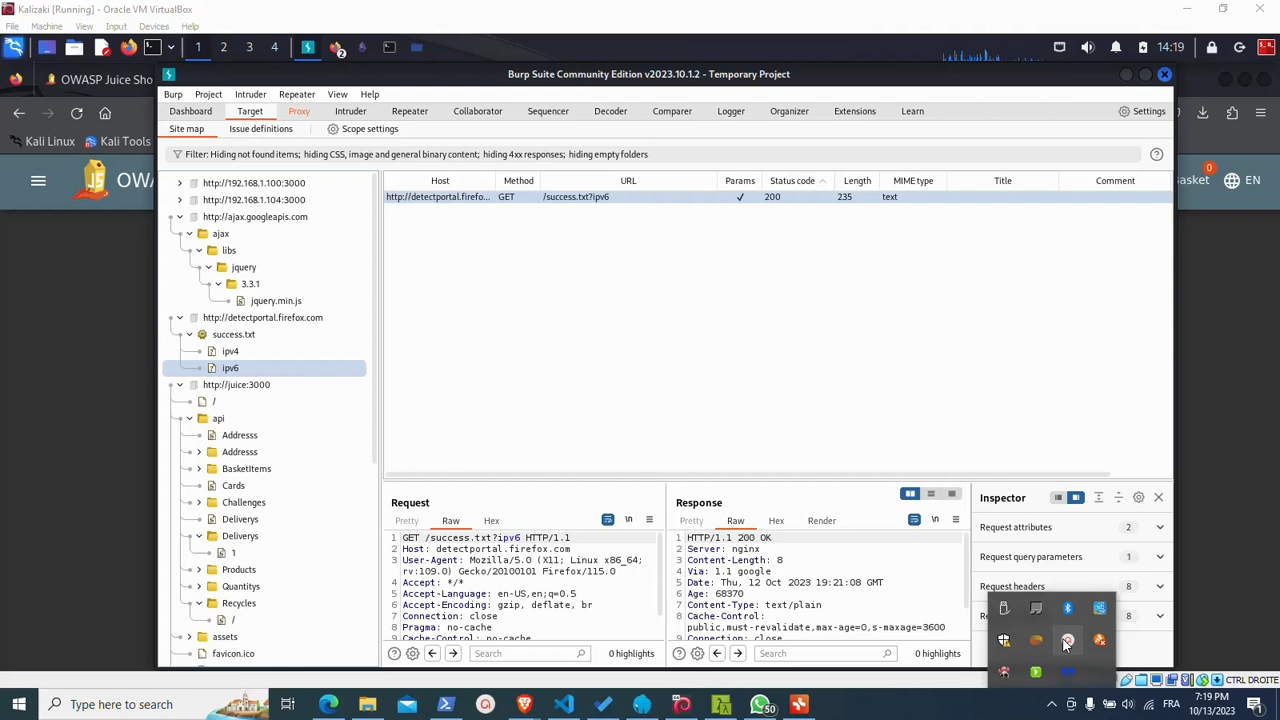 Kalizaki [Running] - Oracle VM VirtualBox
File Machine View Input Devices Help
1 2 3 4 2 14:19
OWASP Juice Sho
Burp Suite Community Edition v2023.10.1.2 - Temporary Project
Burp Project Intruder Repeater View Help
Dashboard Target Proxy Intruder Repeater Collaborator Sequencer Decoder Comparer Logger Organizer Extensions Learn Settings
Site map Issue definitions Scope settings
Kali Linux Kali Tools
Filter: Hiding not found items; hiding CSS, image and general binary content; hiding 4xx responses; hiding empty folders
OWA
0
asket EN
Host Method URL Params Status code Length MIME type Title Comment
http://detectportal.firefo... GET /success.txt?ipv6 ✓ 200 235 text
http://192.168.1.100:3000
http://192.168.1.104:3000
http://ajax.googleapis.com
ajax
libs
jquery
3.3.1
jquery.min.js
http://detectportal.firefox.com
success.txt
ipv4
ipv6
http://juice:3000
/
api
Addresss
Addresss
BasketItems
Cards
Challenges
Deliverys
Deliverys
1
Products
Quantitys
Recycles
/
assets
favicon.ico
Request
Pretty Raw Hex
\n
1 GET /success.txt?ipv6 HTTP/1.1
2 Host: detectportal.firefox.com
3 User-Agent: Mozilla/5.0 (X11; Linux x86_64;
rv:109.0) Gecko/20100101 Firefox/115.0
4 Accept: */*
5 Accept-Language: en-US,en;q=0.5
6 Accept-Encoding: gzip, deflate, br
7 Connection: close
8 Pragma: no-cache
9 Cache-Control: no-cache
Search 0 highlights
Response
Pretty Raw Hex Render
\n
1 HTTP/1.1 200 OK
2 Server: nginx
3 Content-Length: 8
4 Via: 1.1 google
5 Date: Thu, 12 Oct 2023 19:21:08 GMT
6 Age: 68370
7 Content-Type: text/plain
8 Cache-Control:
public,must-revalidate,max-age=0,s-maxage=3600
9 Connection: close
Search 0 highlights
Inspector
Request attributes 2
Request query parameters 1
Request headers 8
8
CTRL DROITE
Type here to search
50
FRA
7:19 PM
10/13/2023